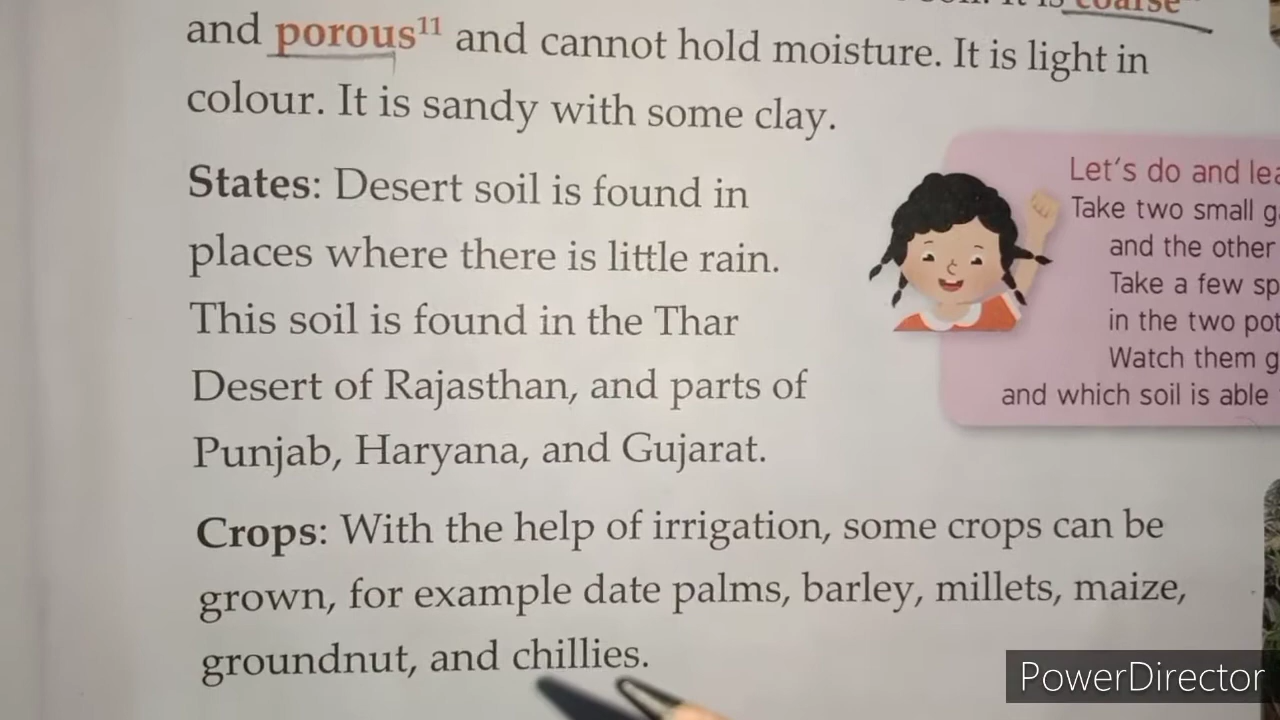 coarse
and porous¹¹ and cannot hold moisture. It is light in
colour. It is sandy with some clay.
States: Desert soil is found in
places where there is little rain.
This soil is found in the Thar
Desert of Rajasthan, and parts of
Punjab, Haryana, and Gujarat.
Crops: With the help of irrigation, some crops can be
grown, for example date palms, barley, millets, maize,
groundnut, and chillies.
Let's do and
Take two small
and the other
Take a few
in the two
Watch them
and which soil is able
PowerDirector